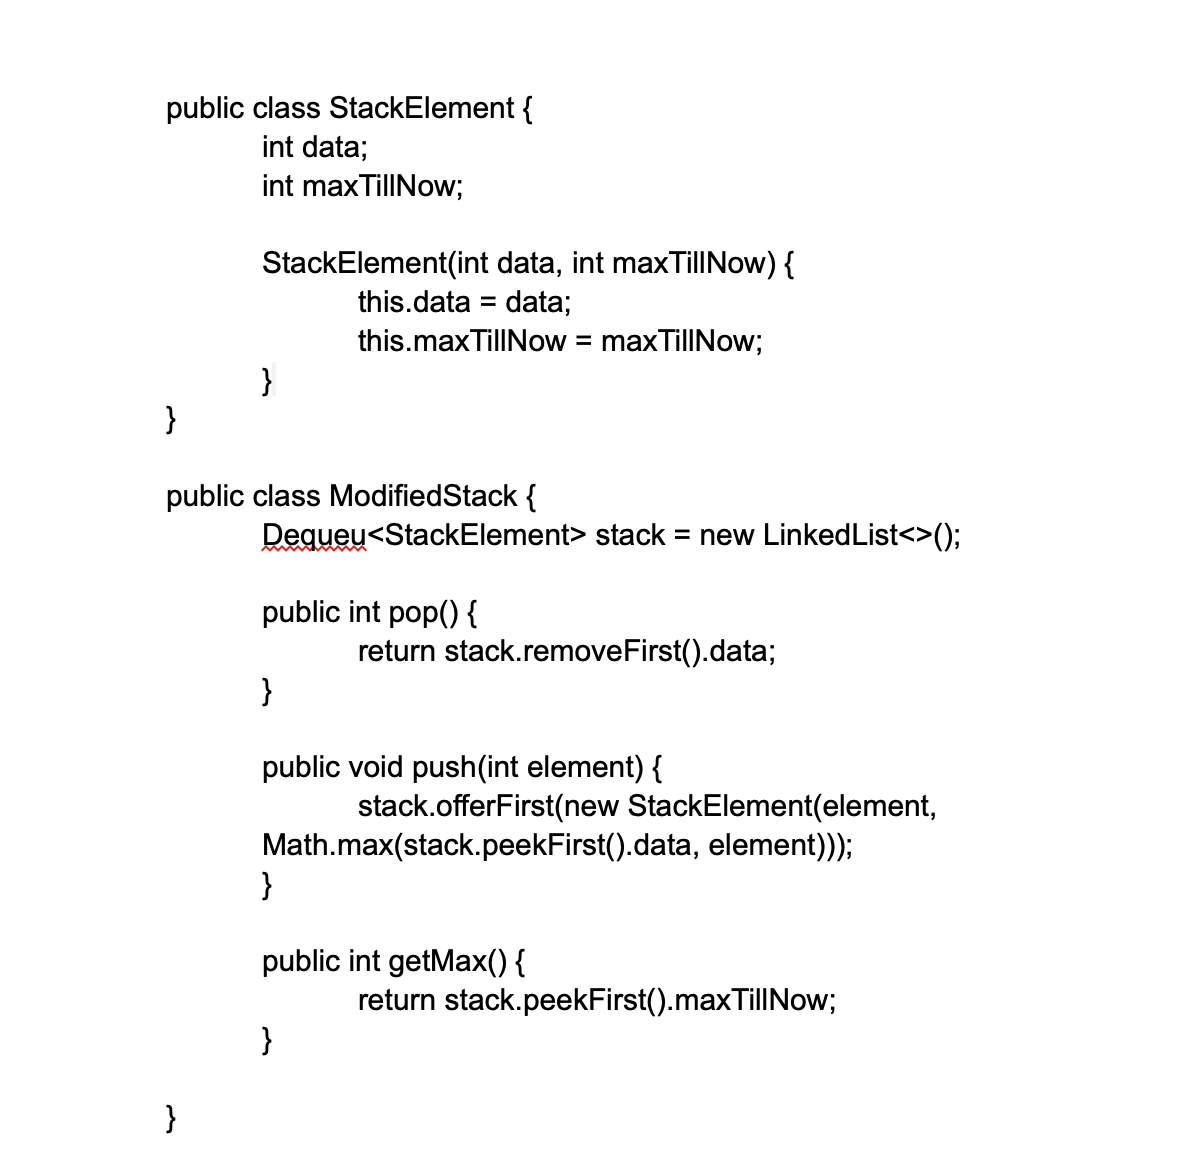 public class StackElement {
int data;
int maxTillNow;
StackElement(int data, int maxTillNow) {
this.data = data;
this.maxTillNow = maxTillNow;
}
}
public class ModifiedStack {
Dequeu<StackElement> stack = new LinkedList<>();
public int pop() {
return stack.removeFirst().data;
}
public void push(int element) {
stack.offerFirst(new StackElement(element,
Math.max(stack.peekFirst().data, element)));
}
public int getMax() {
return stack.peekFirst().maxTillNow;
}
}